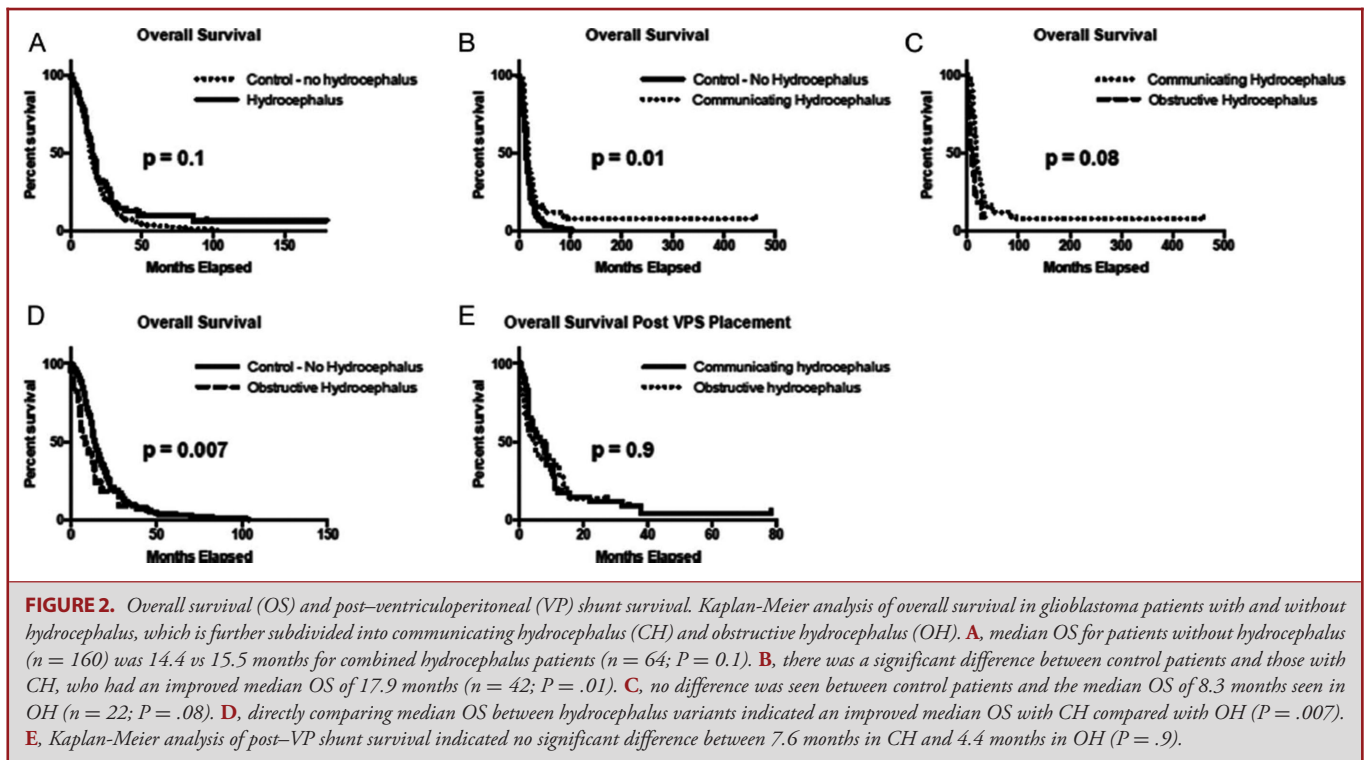 A
Overall Survival
Percent survival
100
50
0
Control - no hydrocephalus
Hydrocephalus
p = 0.1
0 50 100 150
Months Elapsed
B
Overall Survival
Percent survival
100
50
0
Control - No Hydrocephalus
Communicating Hydrocephalus
p = 0.01
0 100 200 300 400 500
Months Elapsed
C
Overall Survival
Percent survival
100
50
0
Communicating Hydrocephalus
Obstructive Hydrocephalus
p = 0.08
0 100 200 300 400 500
Months Elapsed
D
Overall Survival
Percent survival
100
50
0
Control - No Hydrocephalus
Obstructive Hydrocephalus
p = 0.007
0 50 100 150
Months Elapsed
E
Overall Survival Post VPS Placement
Percent survival
100
50
0
Communicating hydrocephalus
Obstructive hydrocephalus
p = 0.9
0 20 40 60 80
Months Elapsed
FIGURE 2. Overall survival (OS) and post–ventriculoperitoneal (VP) shunt survival. Kaplan-Meier analysis of overall survival in glioblastoma patients with and without
hydrocephalus, which is further subdivided into communicating hydrocephalus (CH) and obstructive hydrocephalus (OH). A, median OS for patients without hydrocephalus
(n = 160) was 14.4 vs 15.5 months for combined hydrocephalus patients (n = 64; P = 0.1). B, there was a significant difference between control patients and those with
CH, who had an improved median OS of 17.9 months (n = 42; P = .01). C, no difference was seen between control patients and the median OS of 8.3 months seen in
OH (n = 22; P = .08). D, directly comparing median OS between hydrocephalus variants indicated an improved median OS with CH compared with OH (P = .007).
E, Kaplan-Meier analysis of post–VP shunt survival indicated no significant difference between 7.6 months in CH and 4.4 months in OH (P = .9).